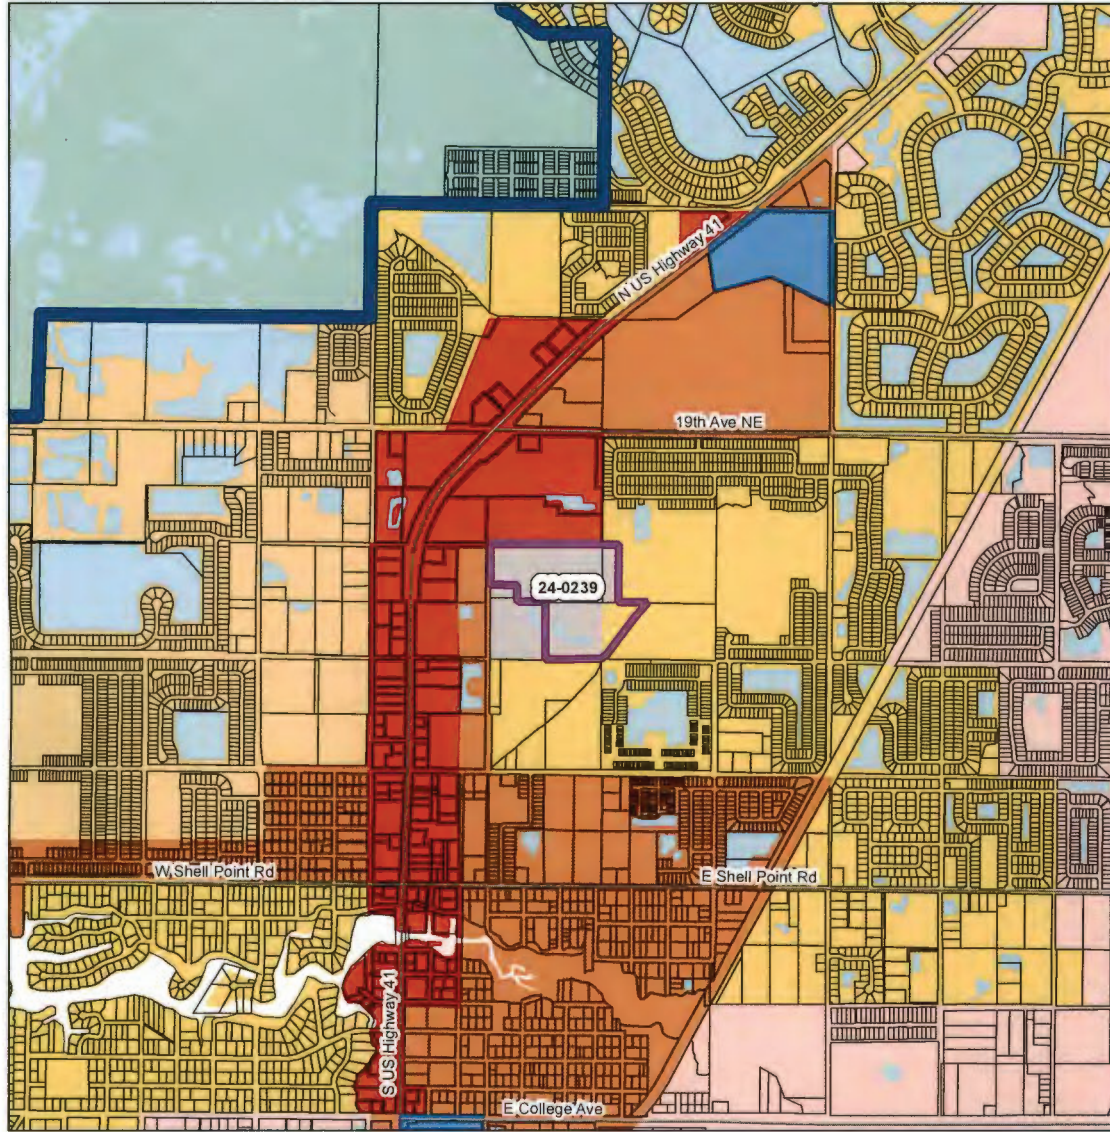 N US Highway 41
19th Ave NE
24-0239
W Shell Point Rd
E Shell Point Rd
S US Highway 41
E College Ave